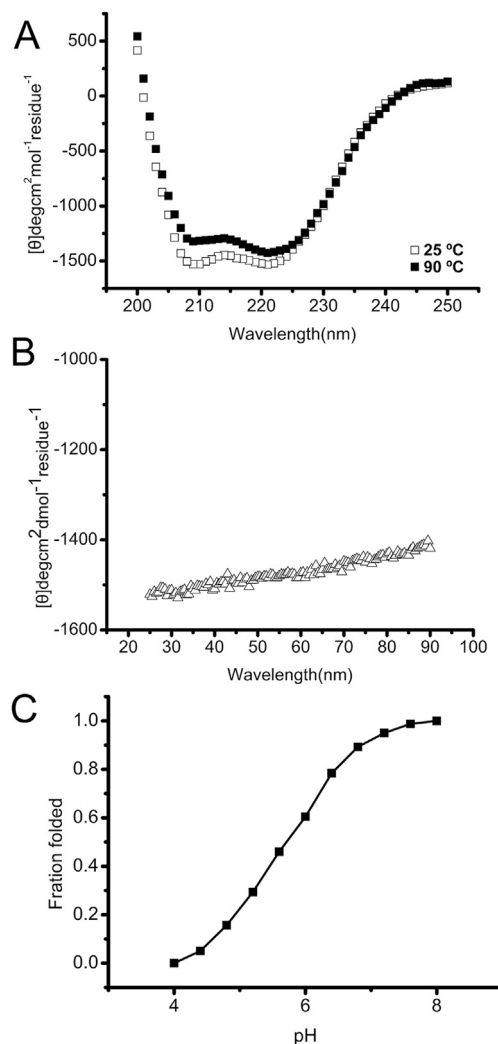 A
[θ]degcm²mol⁻¹residue⁻¹
500
0
-500
-1000
-1500
25 ºC
90 ºC
200 210 220 230 240 250
Wavelength(nm)
B
[θ]degcm²dmol⁻¹residue⁻¹
-1000
-1200
-1400
-1600
20 30 40 50 60 70 80 90 100
Wavelength(nm)
C
Fration folded
1.0
0.8
0.6
0.4
0.2
0.0
4 6 8
pH